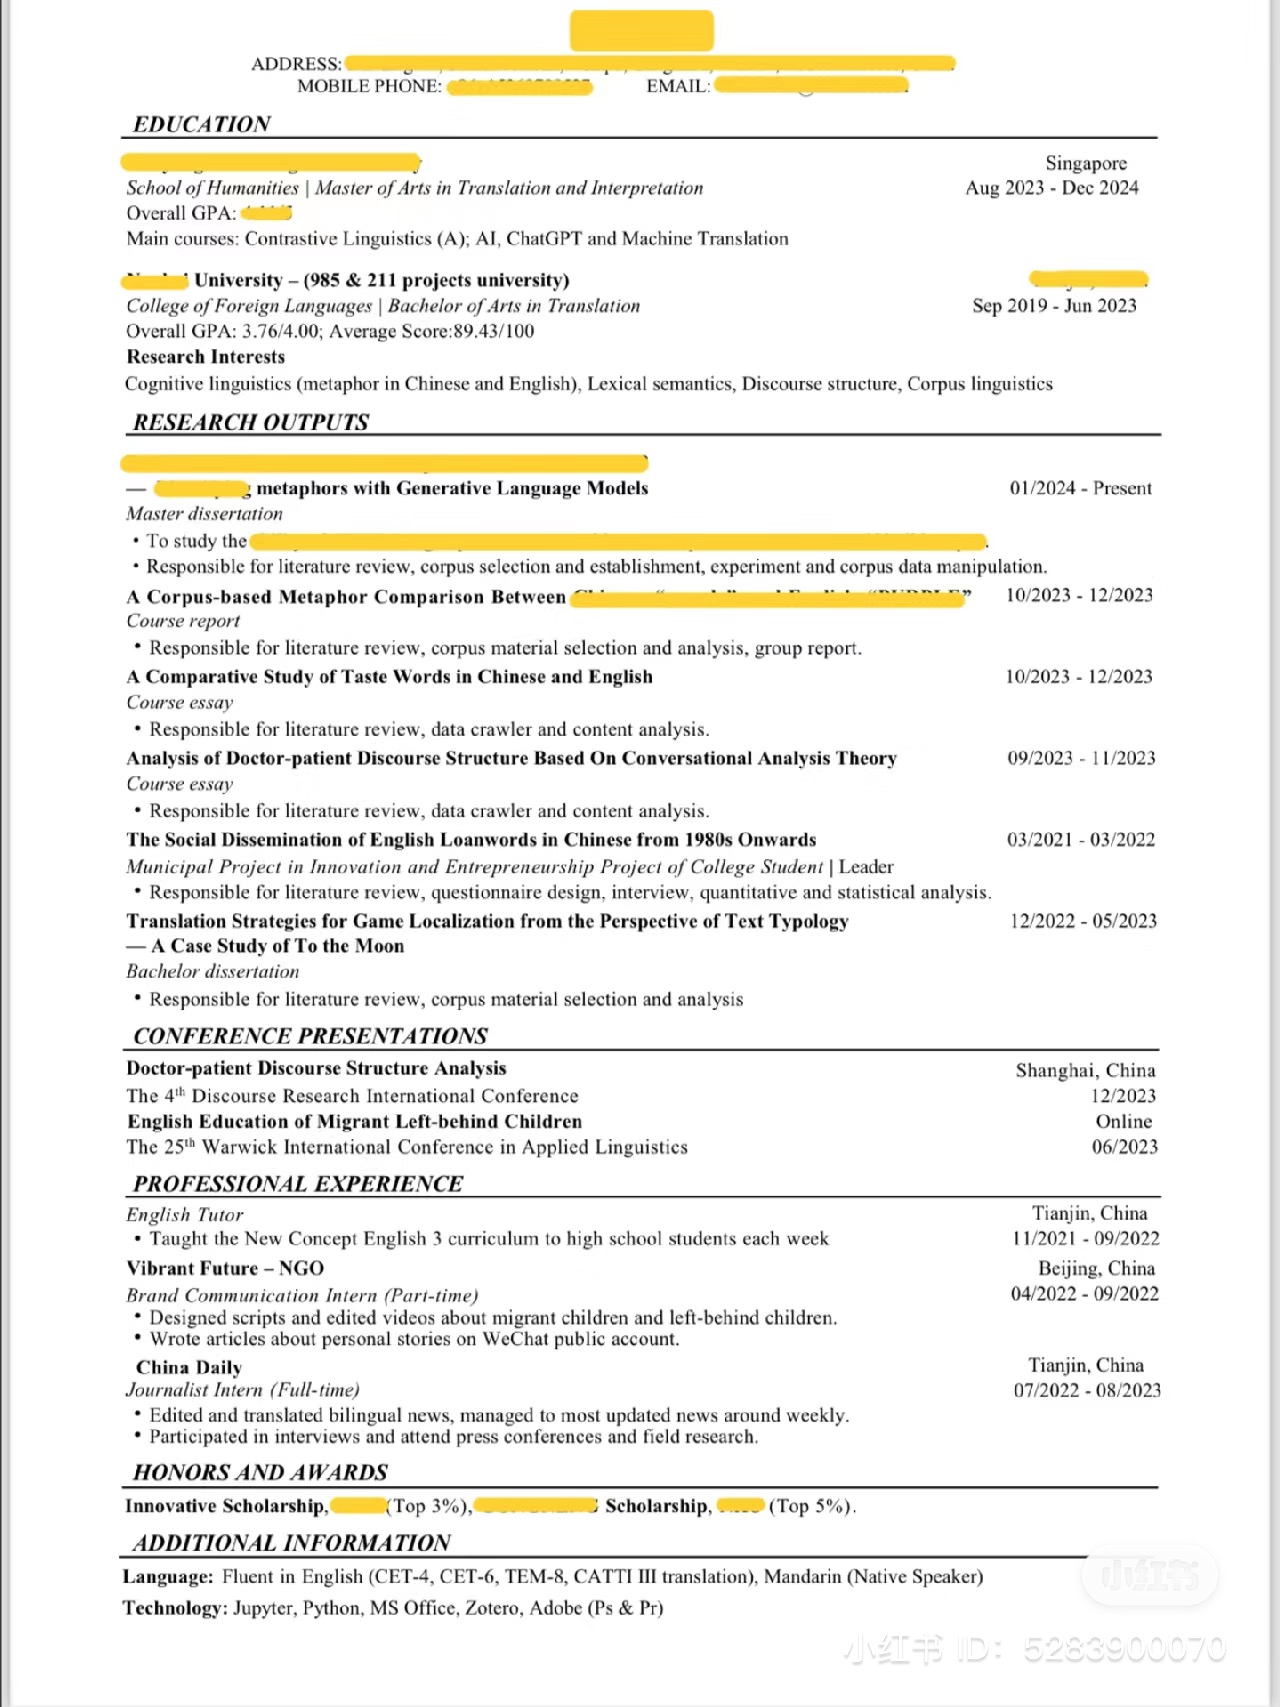 ADDRESS:
MOBILE PHONE: EMAIL:
EDUCATION
Singapore
School of Humanities | Master of Arts in Translation and Interpretation Aug 2023 - Dec 2024
Overall GPA:
Main courses: Contrastive Linguistics (A); AI, ChatGPT and Machine Translation
University – (985 & 211 projects university)
College of Foreign Languages | Bachelor of Arts in Translation Sep 2019 - Jun 2023
Overall GPA: 3.76/4.00; Average Score:89.43/100
Research Interests
Cognitive linguistics (metaphor in Chinese and English), Lexical semantics, Discourse structure, Corpus linguistics
RESEARCH OUTPUTS
— metaphors with Generative Language Models 01/2024 - Present
Master dissertation
• To study the .
• Responsible for literature review, corpus selection and establishment, experiment and corpus data manipulation.
A Corpus-based Metaphor Comparison Between 10/2023 - 12/2023
Course report
• Responsible for literature review, corpus material selection and analysis, group report.
A Comparative Study of Taste Words in Chinese and English 10/2023 - 12/2023
Course essay
• Responsible for literature review, data crawler and content analysis.
Analysis of Doctor-patient Discourse Structure Based On Conversational Analysis Theory 09/2023 - 11/2023
Course essay
• Responsible for literature review, data crawler and content analysis.
The Social Dissemination of English Loanwords in Chinese from 1980s Onwards 03/2021 - 03/2022
Municipal Project in Innovation and Entrepreneurship Project of College Student | Leader
• Responsible for literature review, questionnaire design, interview, quantitative and statistical analysis.
Translation Strategies for Game Localization from the Perspective of Text Typology 12/2022 - 05/2023
— A Case Study of To the Moon
Bachelor dissertation
• Responsible for literature review, corpus material selection and analysis
CONFERENCE PRESENTATIONS
Doctor-patient Discourse Structure Analysis Shanghai, China
The 4th Discourse Research International Conference 12/2023
English Education of Migrant Left-behind Children Online
The 25th Warwick International Conference in Applied Linguistics 06/2023
PROFESSIONAL EXPERIENCE
English Tutor Tianjin, China
• Taught the New Concept English 3 curriculum to high school students each week 11/2021 - 09/2022
Vibrant Future – NGO Beijing, China
Brand Communication Intern (Part-time) 04/2022 - 09/2022
• Designed scripts and edited videos about migrant children and left-behind children.
• Wrote articles about personal stories on WeChat public account.
China Daily Tianjin, China
Journalist Intern (Full-time) 07/2022 - 08/2023
• Edited and translated bilingual news, managed to most updated news around weekly.
• Participated in interviews and attend press conferences and field research.
HONORS AND AWARDS
Innovative Scholarship, (Top 3%), Scholarship, (Top 5%).
ADDITIONAL INFORMATION
Language: Fluent in English (CET-4, CET-6, TEM-8, CATTI III translation), Mandarin (Native Speaker)
Technology: Jupyter, Python, MS Office, Zotero, Adobe (Ps & Pr)
小红书
小红书 ID: 5283900070